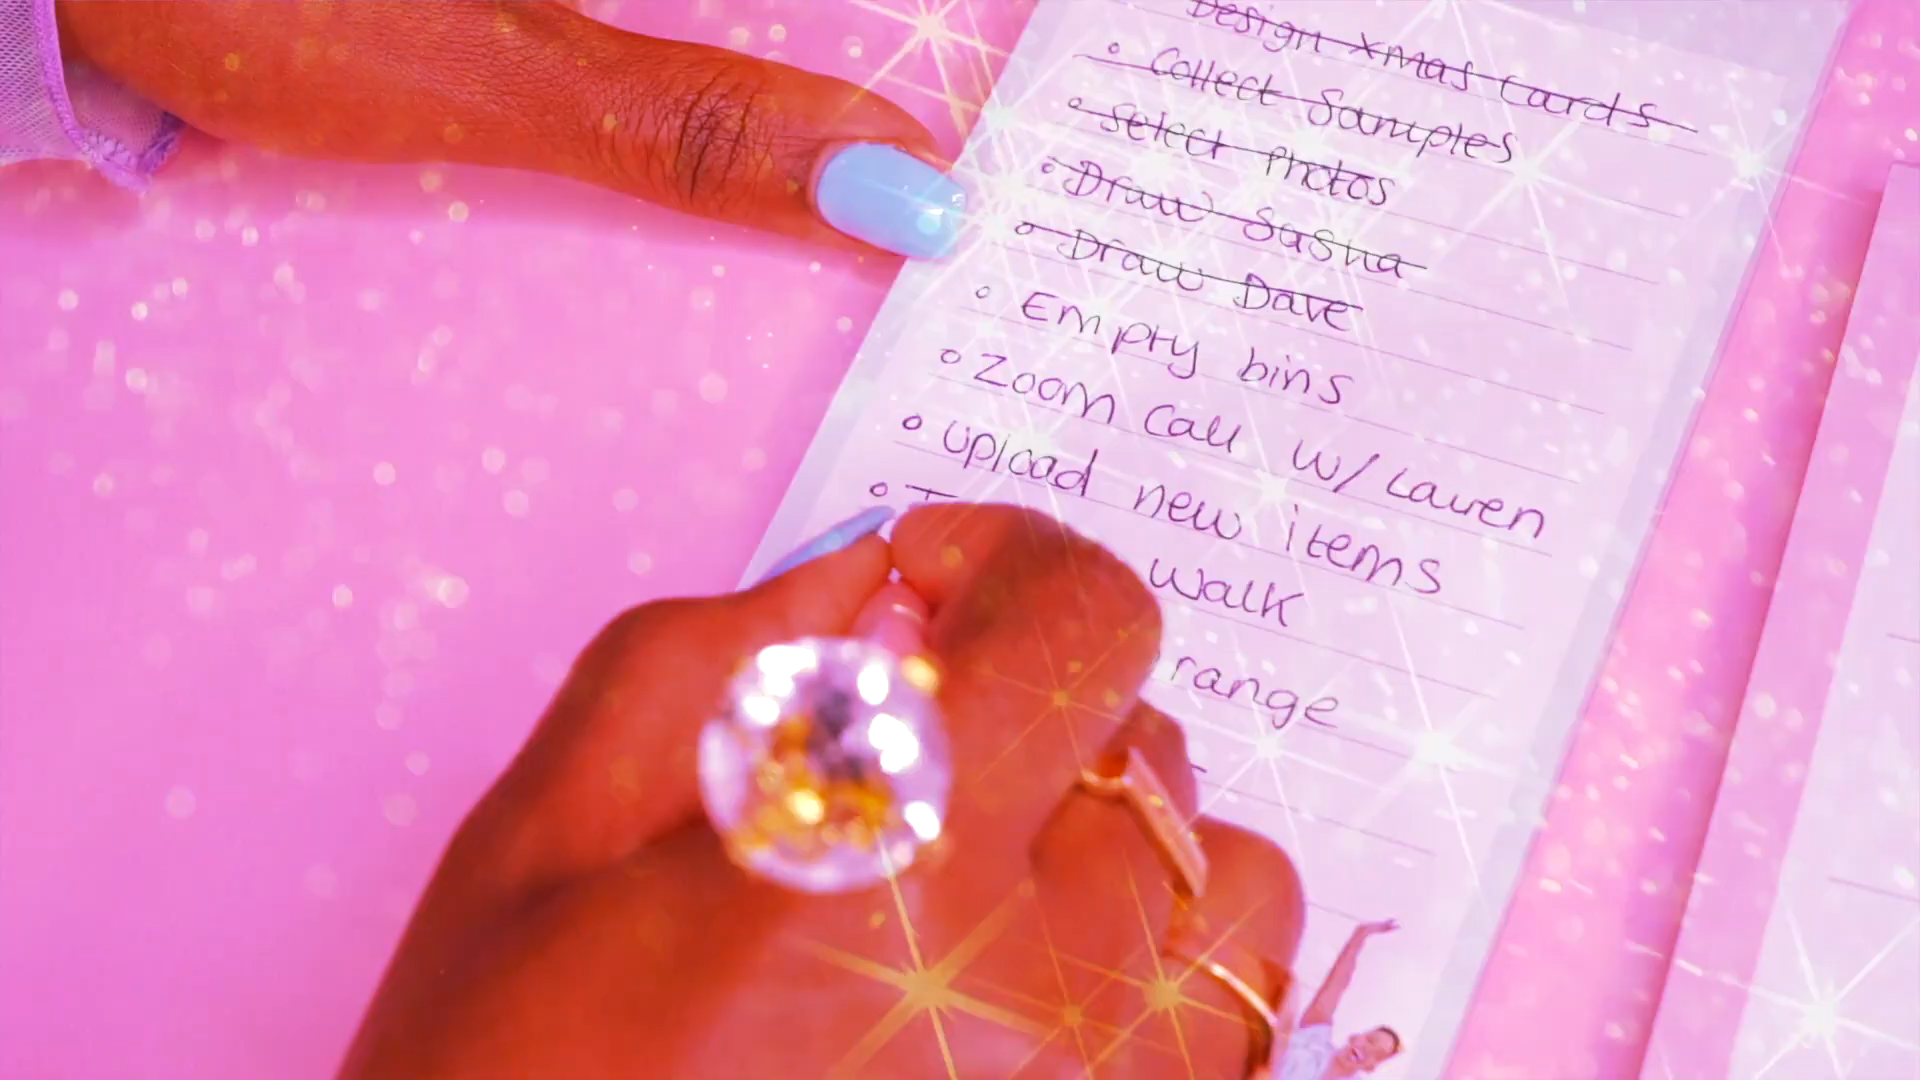 Design Xmas Cards
Collect Samples
Select Photos
Draw Sasha
Draw Dave
Empty bins
Zoom Call w/ Lauren
Upload new items
walk
range